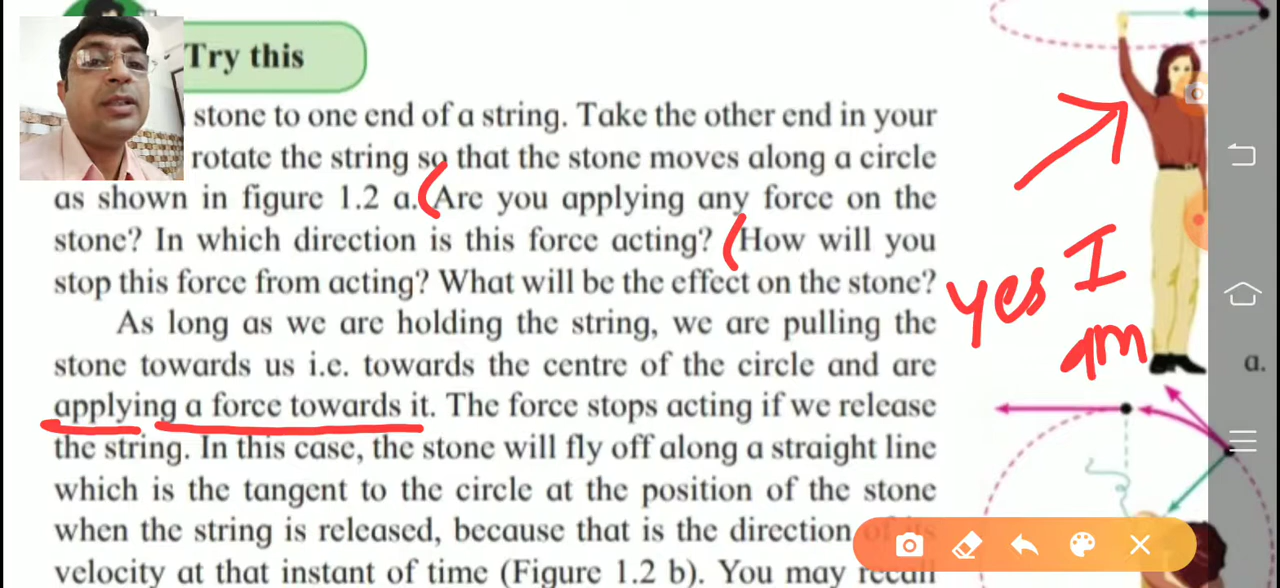 Try this
stone to one end of a string. Take the other end in your
rotate the string so that the stone moves along a circle
as shown in figure 1.2 a. (Are you applying any force on the
stone? In which direction is this force acting? (How will you
stop this force from acting? What will be the effect on the stone?
As long as we are holding the string, we are pulling the
stone towards us i.e. towards the centre of the circle and are
applying a force towards it. The force stops acting if we release
the string. In this case, the stone will fly off along a straight line
which is the tangent to the circle at the position of the stone
when the string is released, because that is the direction of its
velocity at that instant of time (Figure 1.2 b). You may recall
yes I
am
a.